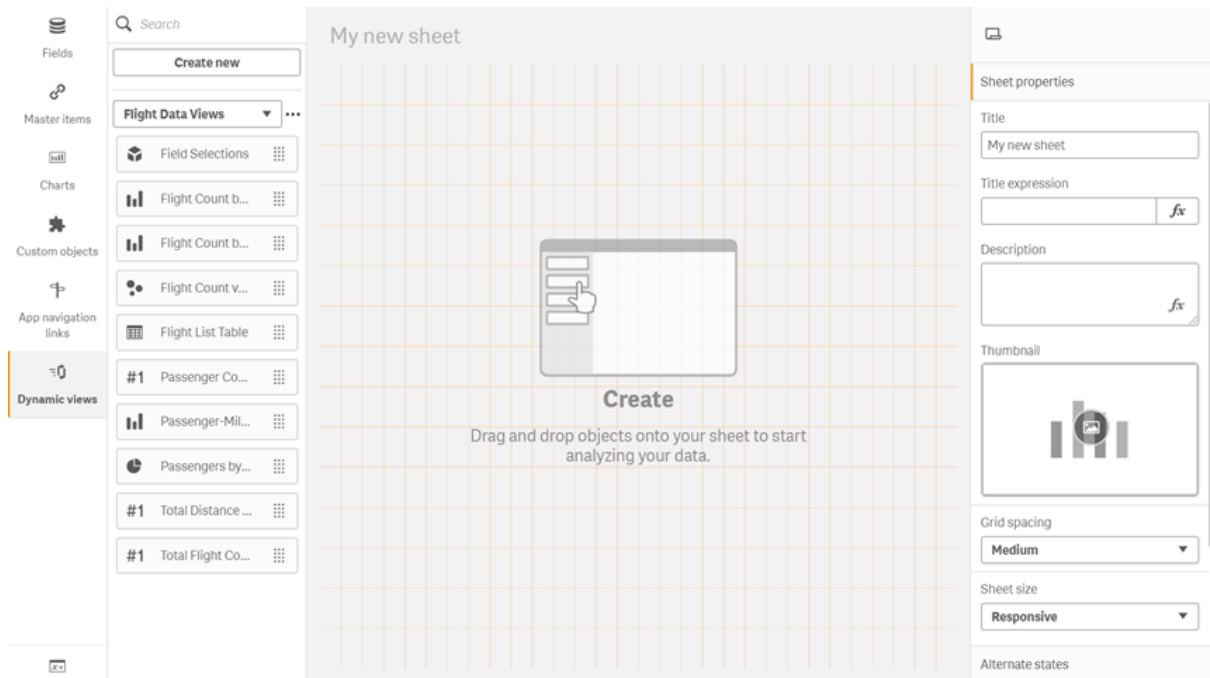 Fields
Master items
Charts
Custom objects
App navigation
links
Dynamic views
Search
Create new
Flight Data Views
Field Selections
Flight Count b...
Flight Count b...
Flight Count v...
Flight List Table
#1 Passenger Co...
Passenger-Mil...
Passengers by...
#1 Total Distance ...
#1 Total Flight Co...
My new sheet
Create
Drag and drop objects onto your sheet to start
analyzing your data.
Sheet properties
Title
My new sheet
Title expression
fx
Description
fx
Thumbnail
Grid spacing
Medium
Sheet size
Responsive
Alternate states